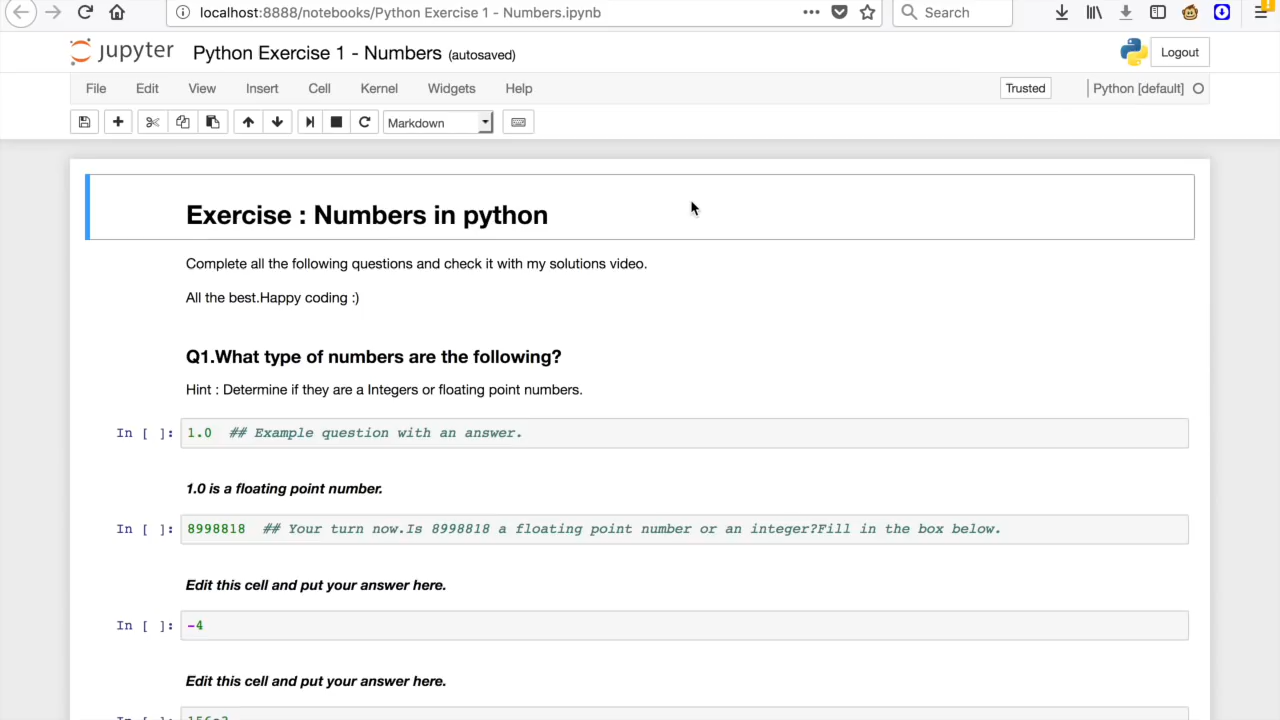 localhost:8888/notebooks/Python Exercise 1 - Numbers.ipynb
Search
jupyter Python Exercise 1 - Numbers (autosaved)
Logout
File Edit View Insert Cell Kernel Widgets Help
Trusted
Python [default]
Markdown
Exercise : Numbers in python
Complete all the following questions and check it with my solutions video.
All the best.Happy coding :)
Q1.What type of numbers are the following?
Hint : Determine if they are a Integers or floating point numbers.
In [ ]: 1.0 ## Example question with an answer.
1.0 is a floating point number.
In [ ]: 8998818 ## Your turn now.Is 8998818 a floating point number or an integer?Fill in the box below.
Edit this cell and put your answer here.
In [ ]: -4
Edit this cell and put your answer here.